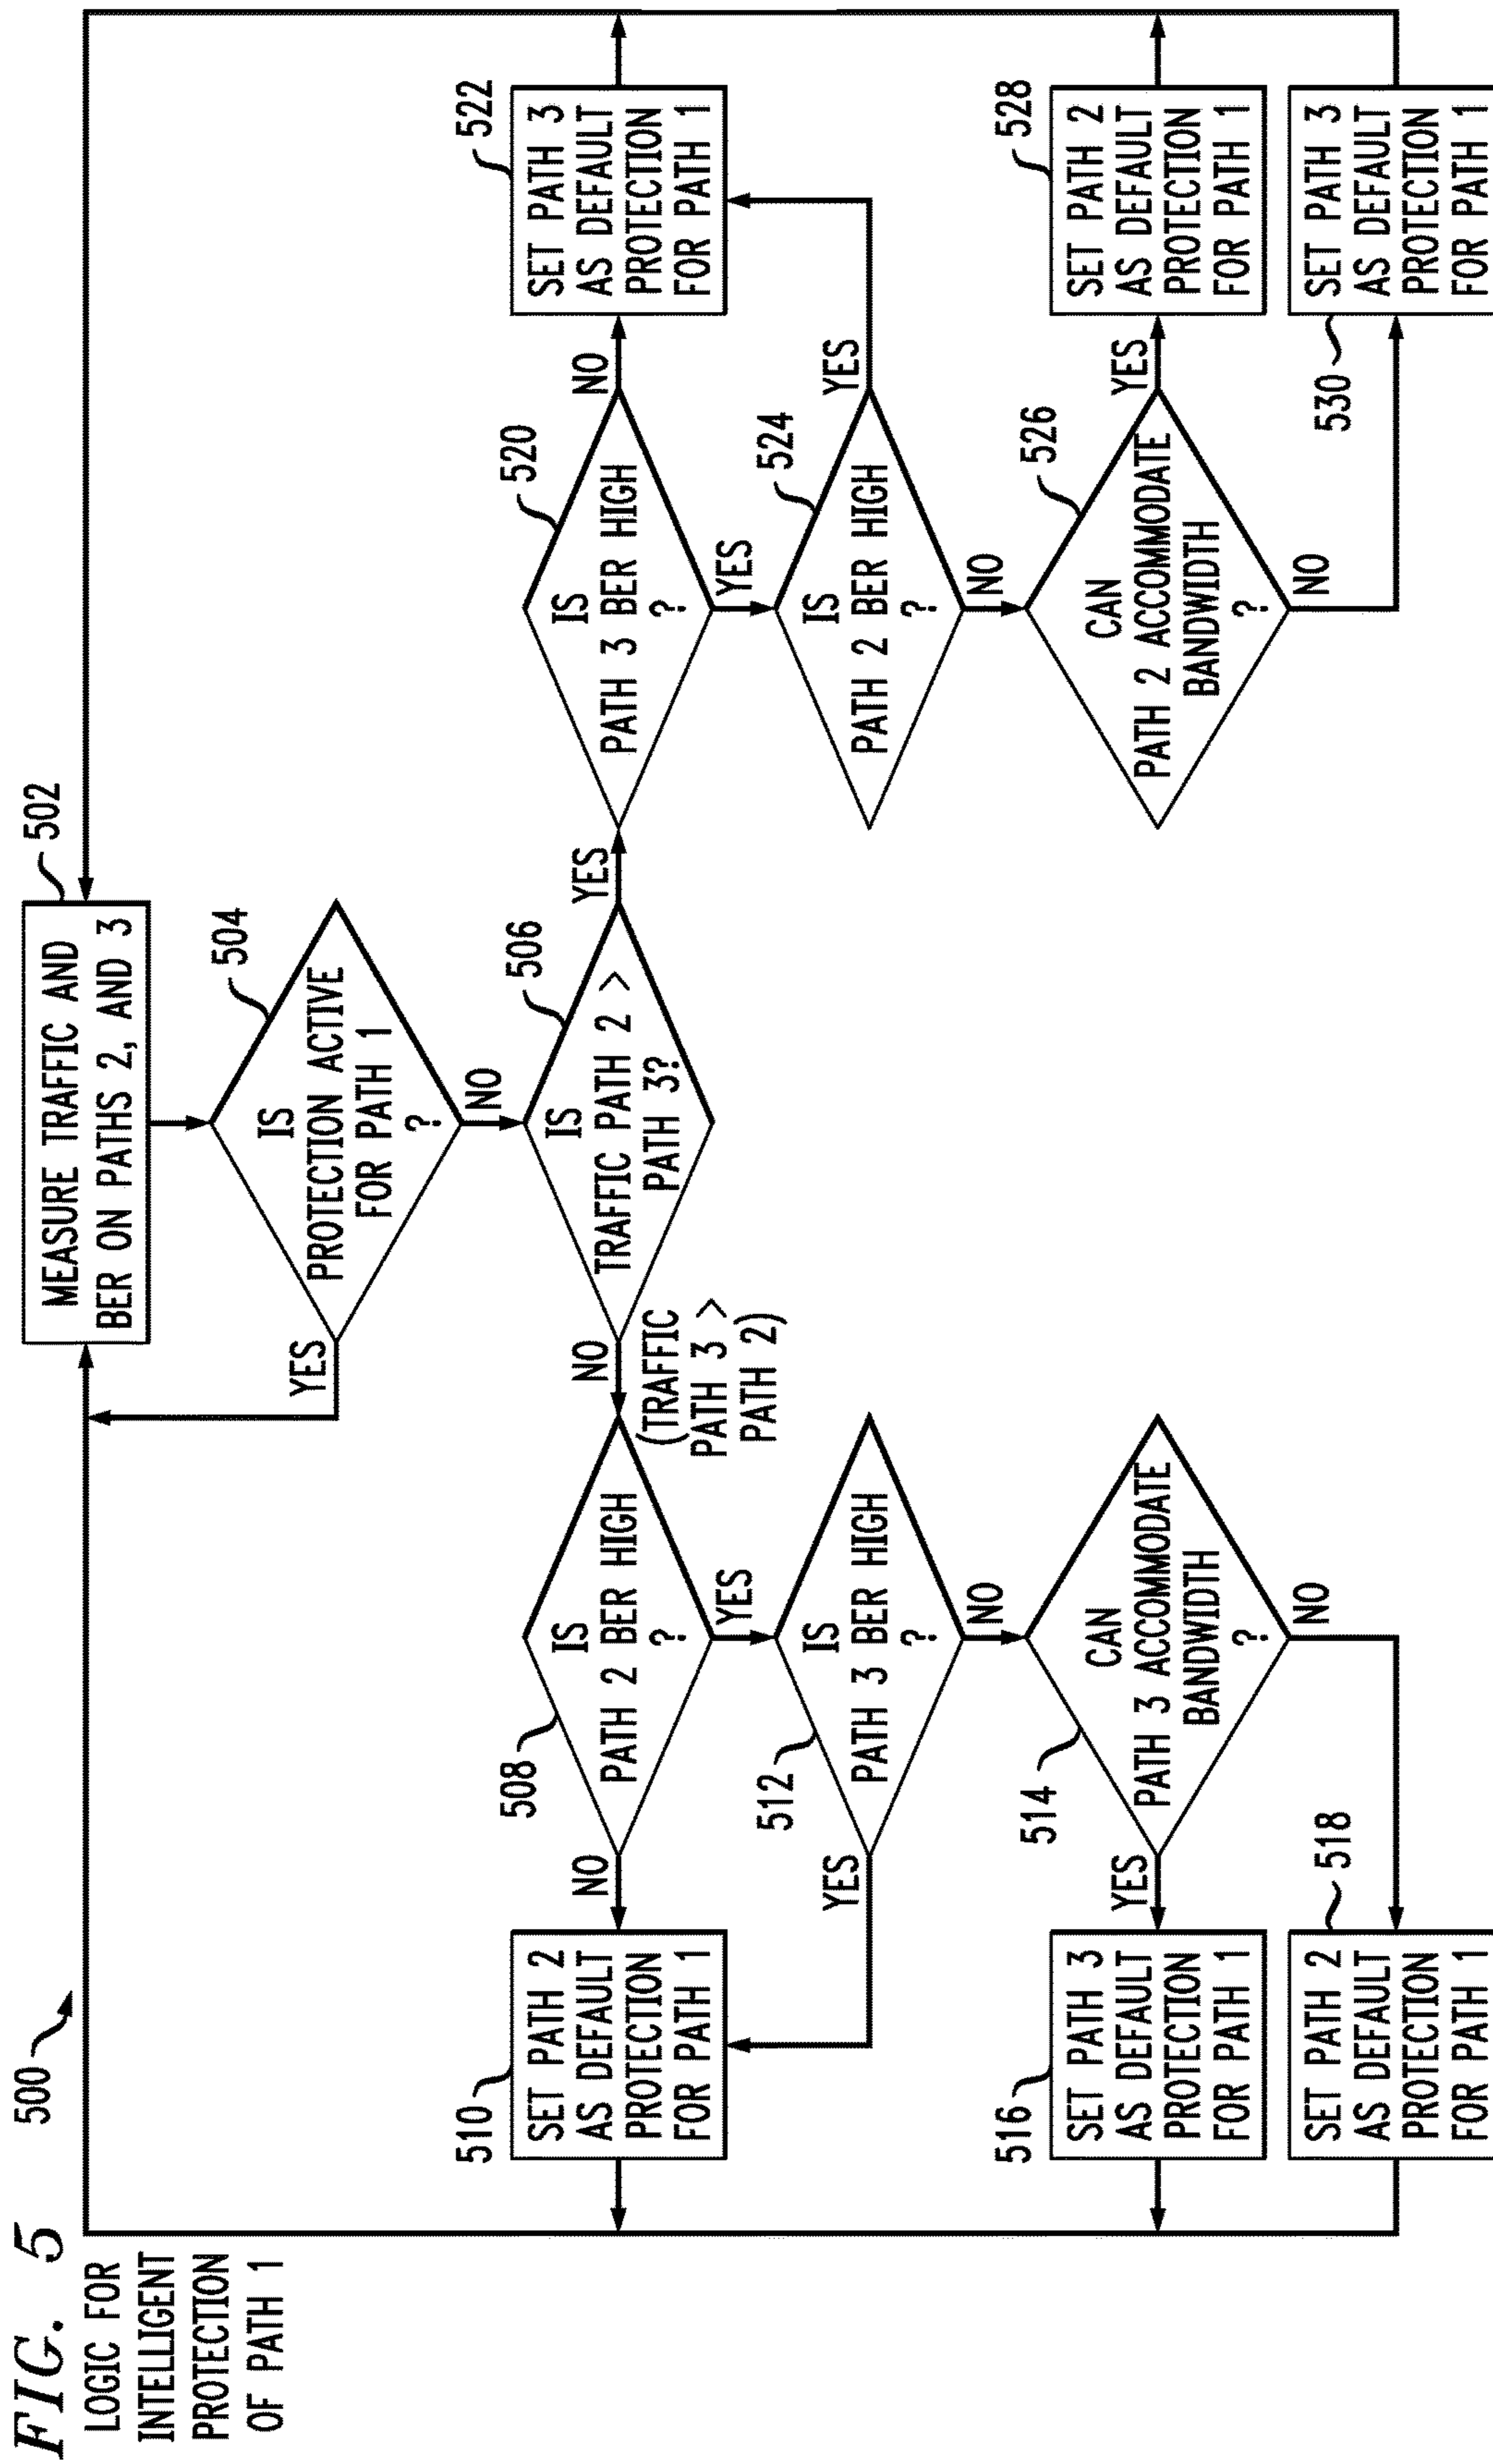 FIG. 5
500
LOGIC FOR
INTELLIGENT
PROTECTION
OF PATH 1
MEASURE TRAFFIC AND
BER ON PATHS 2, AND 3
502
IS
PROTECTION ACTIVE
FOR PATH 1
?
504
YES
NO
IS
TRAFFIC PATH 2 >
PATH 3?
506
NO
(TRAFFIC
PATH 3 >
PATH 2)
YES
IS
PATH 2 BER HIGH
?
508
NO
YES
SET PATH 2
AS DEFAULT
PROTECTION
FOR PATH 1
510
IS
PATH 3 BER HIGH
?
512
YES
NO
CAN
PATH 3 ACCOMMODATE
BANDWIDTH
?
514
YES
NO
SET PATH 3
AS DEFAULT
PROTECTION
FOR PATH 1
516
SET PATH 2
AS DEFAULT
PROTECTION
FOR PATH 1
518
IS
PATH 3 BER HIGH
?
520
NO
YES
SET PATH 3
AS DEFAULT
PROTECTION
FOR PATH 1
522
IS
PATH 2 BER HIGH
?
524
YES
NO
CAN
PATH 2 ACCOMMODATE
BANDWIDTH
?
526
YES
NO
SET PATH 2
AS DEFAULT
PROTECTION
FOR PATH 1
528
SET PATH 3
AS DEFAULT
PROTECTION
FOR PATH 1
530